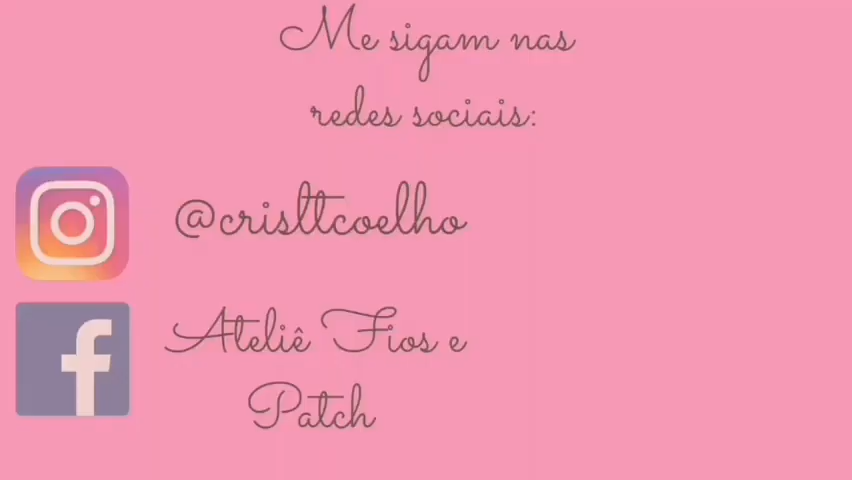 Me sigam nas
redes sociais:
@cristtcoelho
Ateliê Fios e
Patch